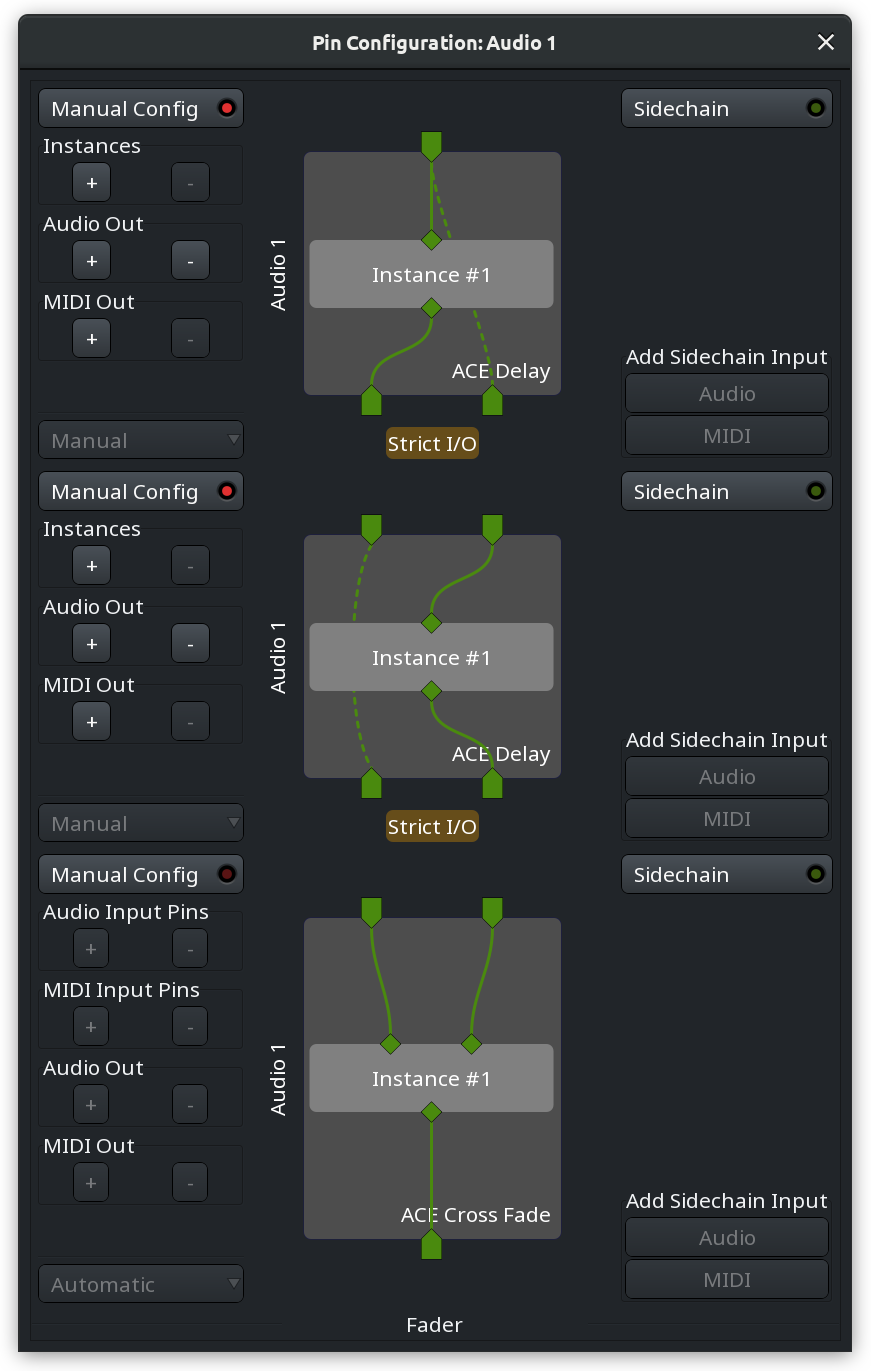 Pin Configuration: Audio 1
Manual Config
Sidechain
Instances
+ -
Audio Out
+ -
MIDI Out
+ -
Manual
Audio 1
Instance #1
ACE Delay
Strict I/O
Add Sidechain Input
Audio
MIDI
Manual Config
Sidechain
Instances
+ -
Audio Out
+ -
MIDI Out
+ -
Manual
Audio 1
Instance #1
ACE Delay
Strict I/O
Add Sidechain Input
Audio
MIDI
Manual Config
Sidechain
Audio Input Pins
+ -
MIDI Input Pins
+ -
Audio Out
+ -
MIDI Out
+ -
Automatic
Audio 1
Instance #1
ACE Cross Fade
Add Sidechain Input
Audio
MIDI
Fader